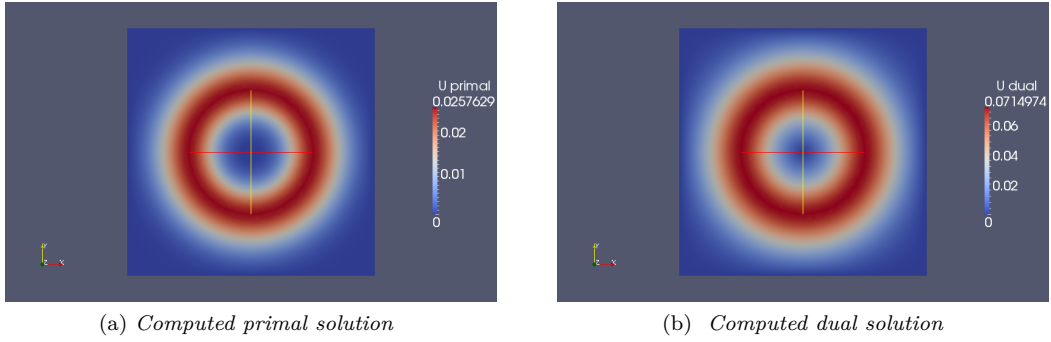 U primal
0.0257629
0.02
0.01
0
Y
Z X
(a) Computed primal solution
U dual
0.0714974
0.06
0.04
0.02
0
Y
Z X
(b) Computed dual solution